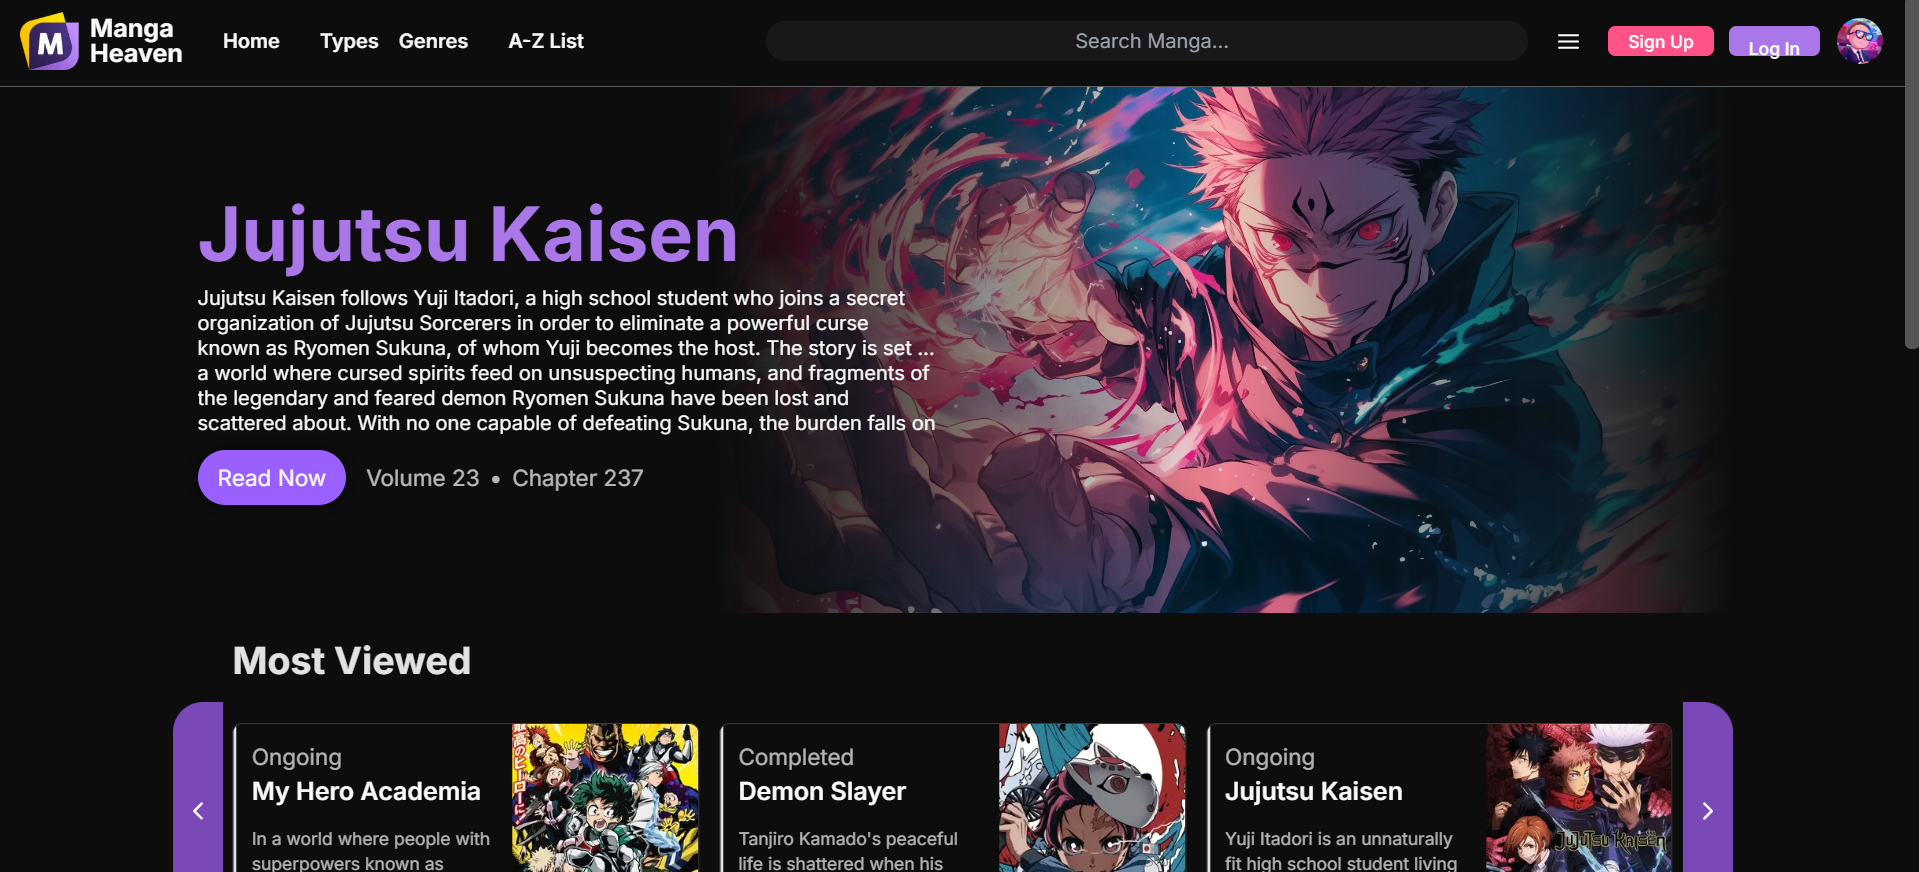 M
Manga
Heaven
Home
Types
Genres
A-Z List
Search Manga...
Sign Up
Log In
Jujutsu Kaisen
Jujutsu Kaisen follows Yuji Itadori, a high school student who joins a secret
organization of Jujutsu Sorcerers in order to eliminate a powerful curse
known as Ryomen Sukuna, of whom Yuji becomes the host. The story is set ...
a world where cursed spirits feed on unsuspecting humans, and fragments of
the legendary and feared demon Ryomen Sukuna have been lost and
scattered about. With no one capable of defeating Sukuna, the burden falls on
Read Now
Volume 23 • Chapter 237
Most Viewed
Ongoing
My Hero Academia
In a world where people with
superpowers known as
Completed
Demon Slayer
Tanjiro Kamado's peaceful
life is shattered when his
Ongoing
Jujutsu Kaisen
Yuji Itadori is an unnaturally
fit high school student living
JUJUTSU KAISEN